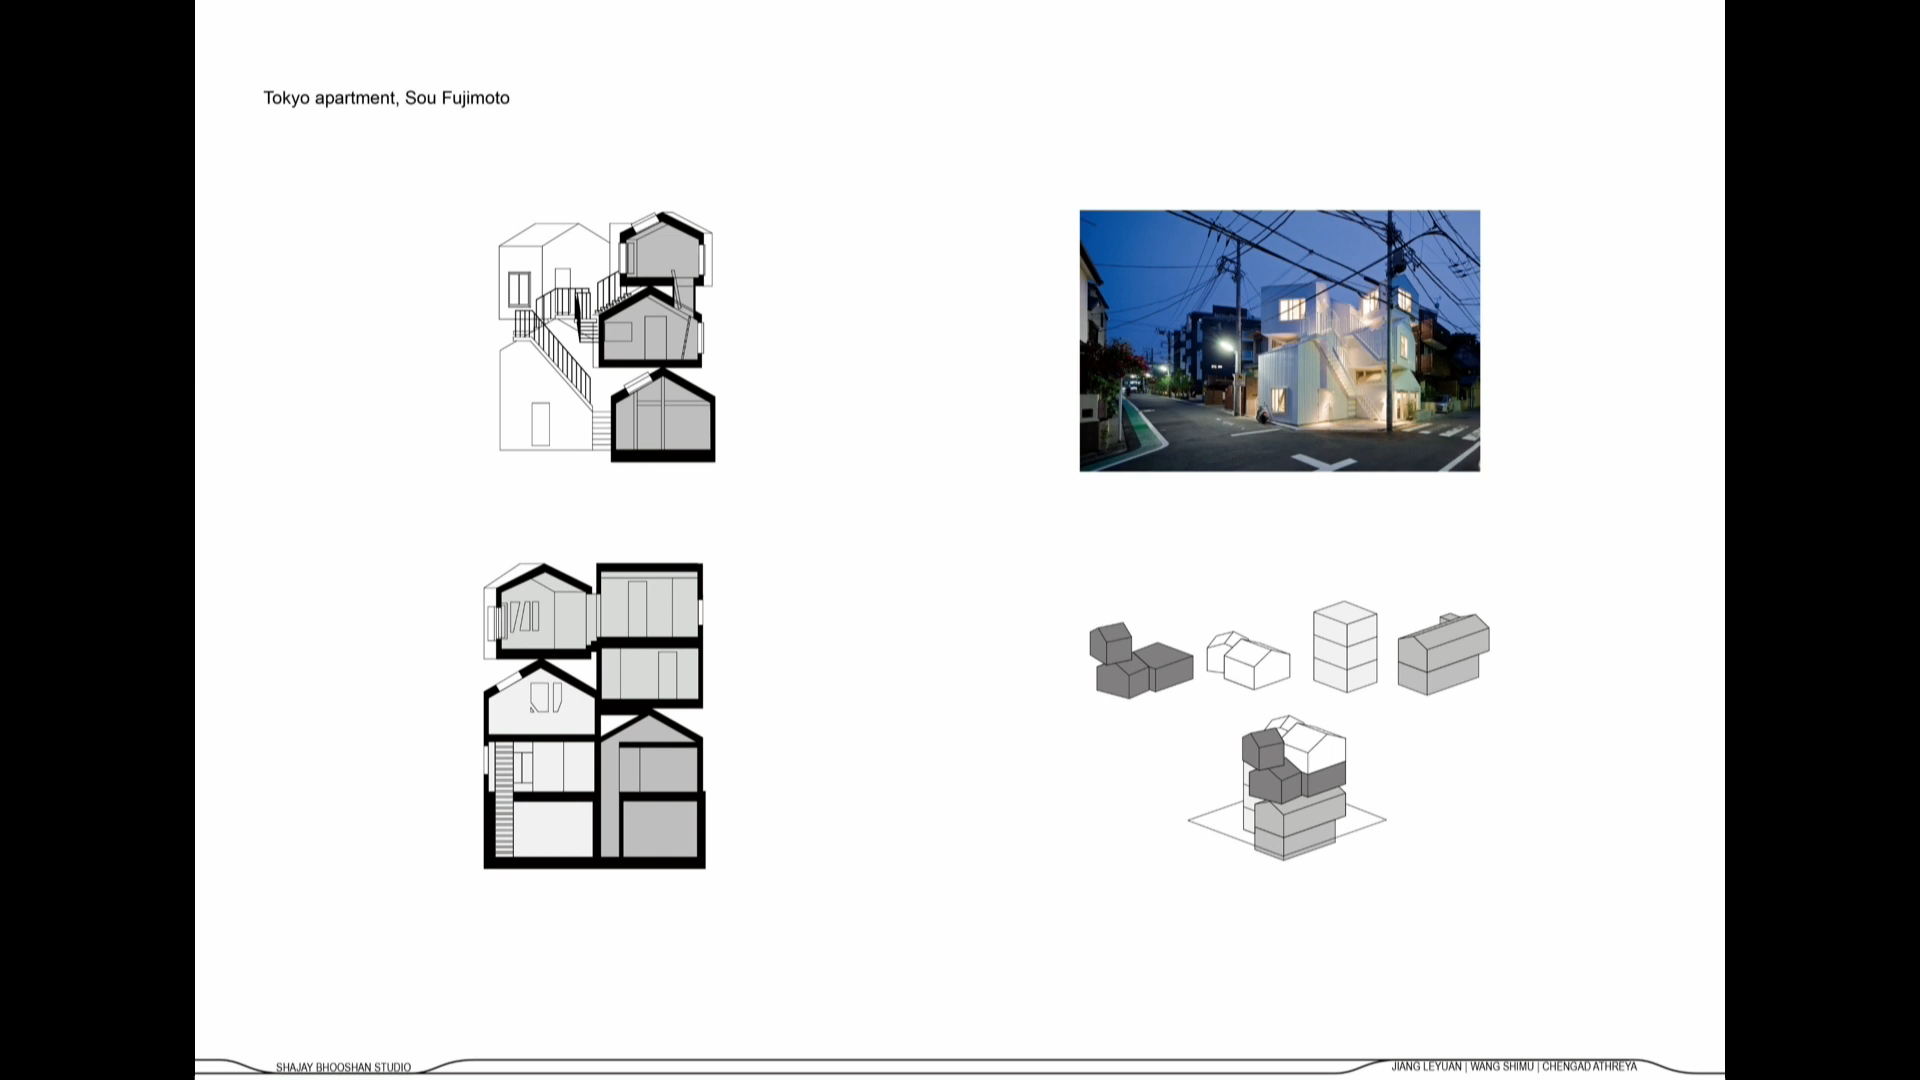 Tokyo apartment, Sou Fujimoto
SHAJAY BHOOSHAN STUDIO
JIANG LEYUAN | WANG SHIMU | CHENGAD ATHREYA